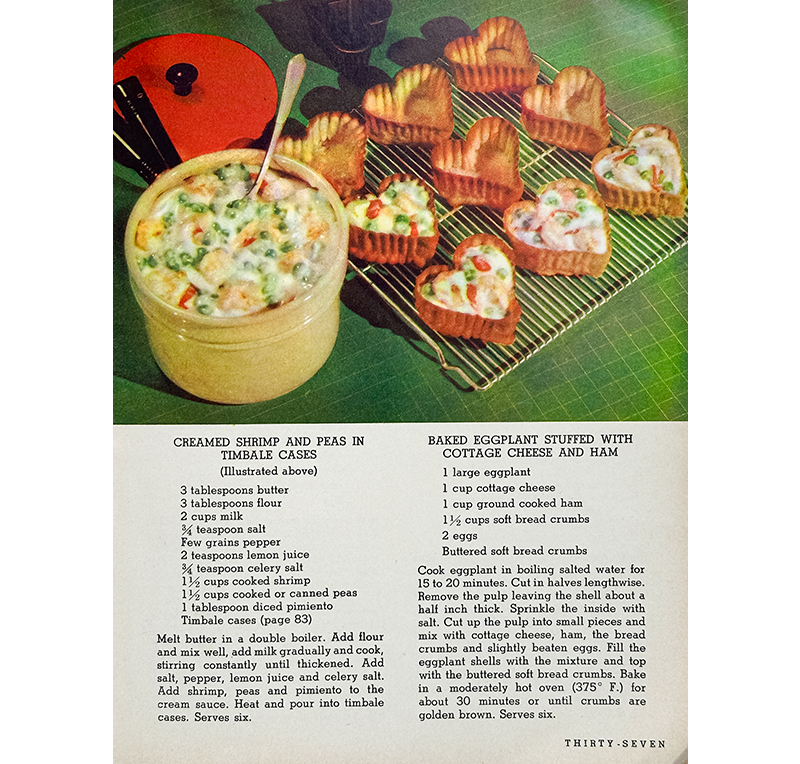 CREAMED SHRIMP AND PEAS IN
TIMBALE CASES
(Illustrated above)
3 tablespoons butter
3 tablespoons flour
2 cups milk
¾ teaspoon salt
Few grains pepper
2 teaspoons lemon juice
¾ teaspoon celery salt
1½ cups cooked shrimp
1½ cups cooked or canned peas
1 tablespoon diced pimiento
Timbale cases (page 83)
Melt butter in a double boiler. Add flour
and mix well, add milk gradually and cook,
stirring constantly until thickened. Add
salt, pepper, lemon juice and celery salt.
Add shrimp, peas and pimiento to the
cream sauce. Heat and pour into timbale
cases. Serves six.
BAKED EGGPLANT STUFFED WITH
COTTAGE CHEESE AND HAM
1 large eggplant
1 cup cottage cheese
1 cup ground cooked ham
1½ cups soft bread crumbs
2 eggs
Buttered soft bread crumbs
Cook eggplant in boiling salted water for
15 to 20 minutes. Cut in halves lengthwise.
Remove the pulp leaving the shell about a
half inch thick. Sprinkle the inside with
salt. Cut up the pulp into small pieces and
mix with cottage cheese, ham, the bread
crumbs and slightly beaten eggs. Fill the
eggplant shells with the mixture and top
with the buttered soft bread crumbs. Bake
in a moderately hot oven (375° F.) for
about 30 minutes or until crumbs are
golden brown. Serves six.
THIRTY-SEVEN